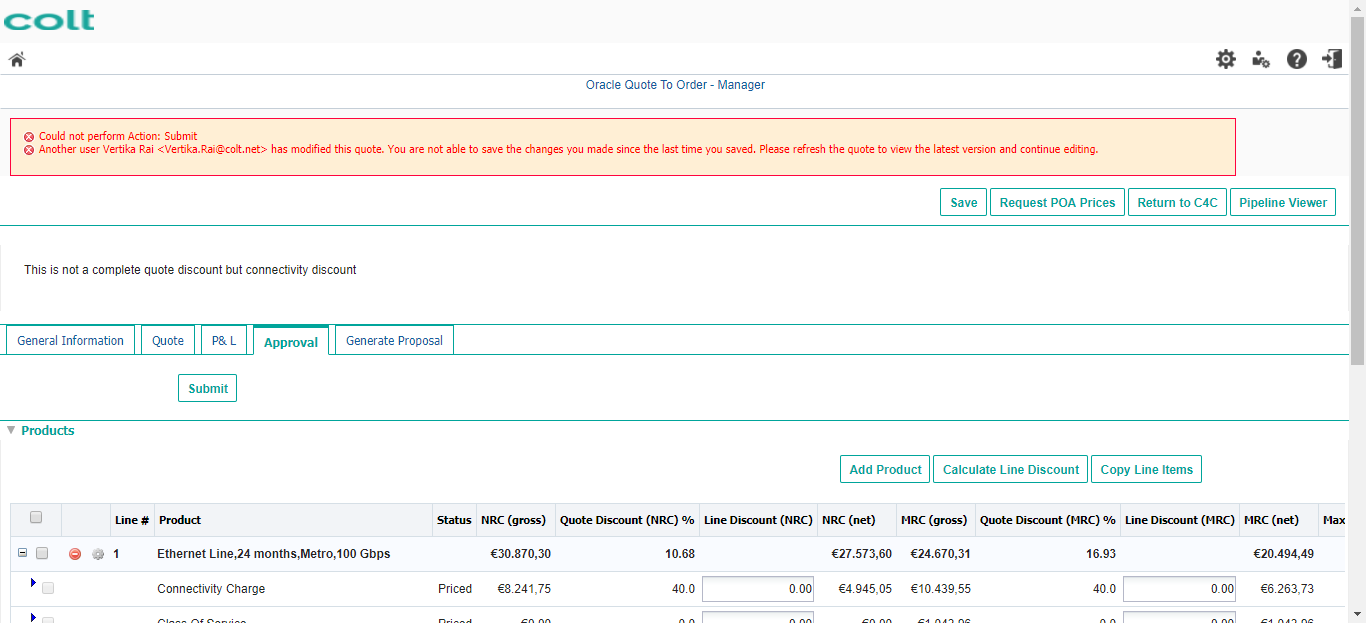 colt
Oracle Quote To Order - Manager
Could not perform Action: Submit
Another user Vertika Rai <Vertika.Rai@colt.net> has modified this quote. You are not able to save the changes you made since the last time you saved. Please refresh the quote to view the latest version and continue editing.
Save Request POA Prices Return to C4C Pipeline Viewer
This is not a complete quote discount but connectivity discount
General Information Quote P& L Approval Generate Proposal
Submit
Products
Add Product Calculate Line Discount Copy Line Items
Line # Product Status NRC (gross) Quote Discount (NRC) % Line Discount (NRC) NRC (net) MRC (gross) Quote Discount (MRC) % Line Discount (MRC) MRC (net) Max
1 Ethernet Line,24 months,Metro,100 Gbps €30.870,30 10.68 €27.573,60 €24.670,31 16.93 €20.494,49
Connectivity Charge Priced €8.241,75 40.0 0.00 €4.945,05 €10.439,55 40.0 0.00 €6.263,73
Class Of Service Priced €0,00 0.0 0.00 €0,00 €1.043,96 0.0 0.00 €1.043,96